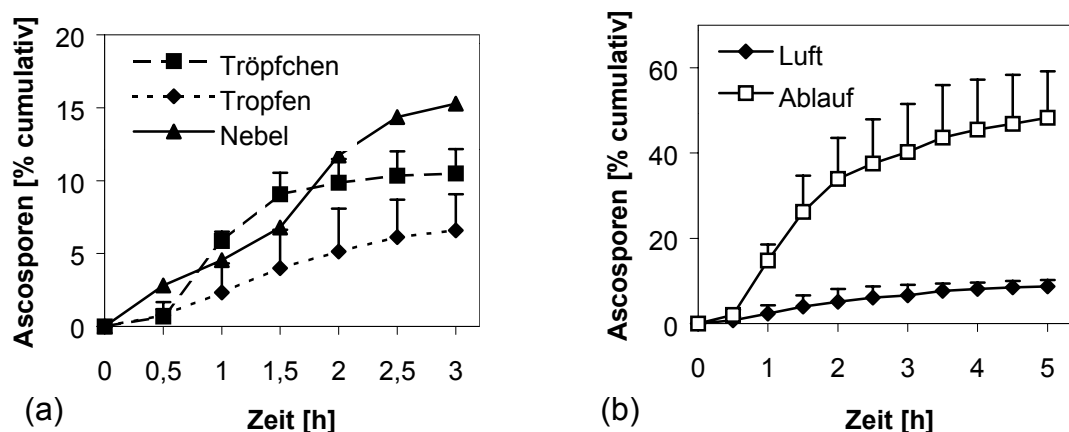 Ascosporen [% cumulativ]
20
15
10
5
0
Tröpfchen
Tropfen
Nebel
0 0,5 1 1,5 2 2,5 3
(a)
Zeit [h]
Ascosporen [% cumulativ]
60
40
20
0
Luft
Ablauf
0 1 2 3 4 5
(b)
Zeit [h]